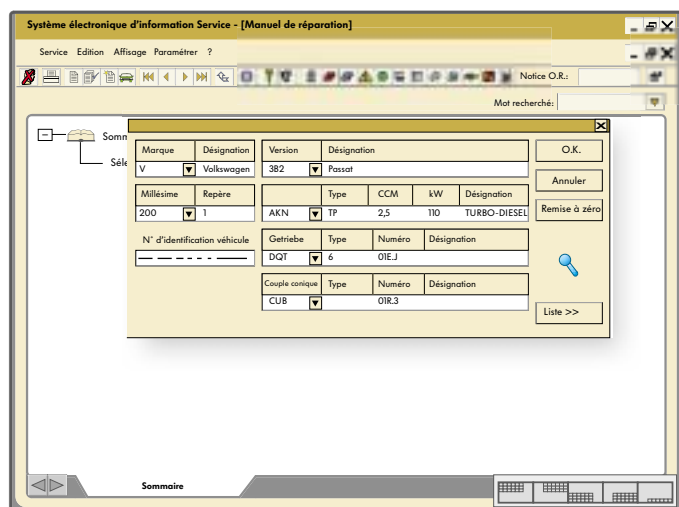 Système électronique d'information Service - [Manuel de réparation]
Service Edition Affisage Paramétrer ?
Notice O.R.:
Mot recherché:
Somm
Séle
Marque Désignation Version Désignation O.K.
V Volkswagen 3B2 Passat
Annuler
Millésime Repère Type CCM kW Désignation
200 1 AKN TP 2,5 110 TURBO-DIESEL Remise à zéro
N° d'identification véhicule Getriebe Type Numéro Désignation
DQT 6 01E.J
Couple conique Type Numéro Désignation
CUB 01R.3
Liste >>
Sommaire